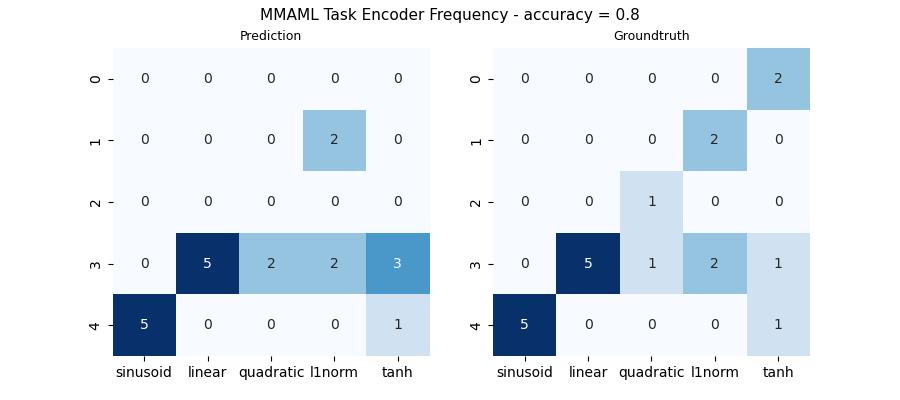 MMAML Task Encoder Frequency - accuracy = 0.8
Prediction
0 0 0 0 0 0
1 0 0 0 2 0
2 0 0 0 0 0
3 0 5 2 2 3
4 5 0 0 0 1
sinusoid linear quadratic l1norm tanh
Groundtruth
0 0 0 0 0 2
1 0 0 0 2 0
2 0 0 1 0 0
3 0 5 1 2 1
4 5 0 0 0 1
sinusoid linear quadratic l1norm tanh